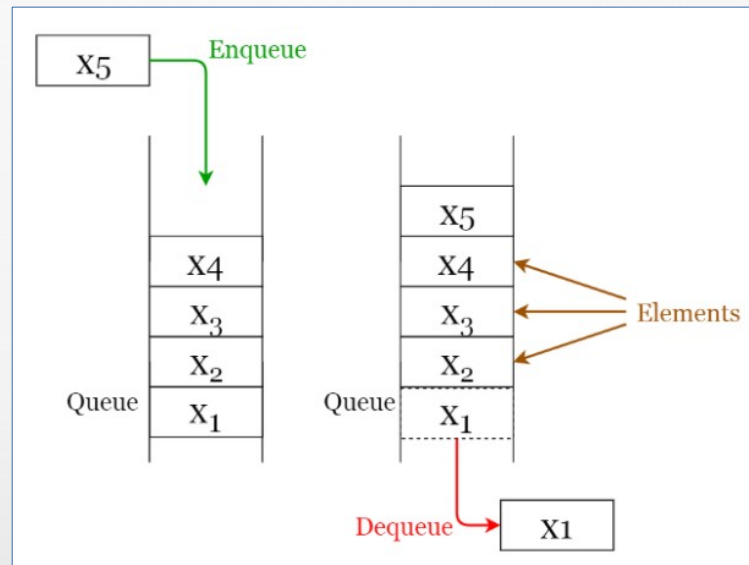 X5
Enqueue
X4
X3
X2
Queue
X1
X5
X4
X3
Elements
X2
Queue
X1
Dequeue
X1